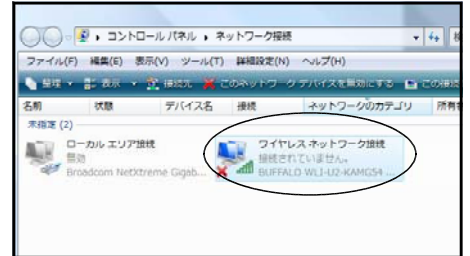 コントロール パネル ▸ ネットワーク接続
ファイル(F) 編集(E) 表示(V) ツール(T) 詳細設定(N) ヘルプ(H)
整理 表示 接続先 このネットワーク デバイスを無効にする この接続
名前 状態 デバイス名 接続 ネットワークのカテゴリ 所有
未指定 (2)
ローカル エリア接続 ワイヤレス ネットワーク接続
無効 接続されていません。
Broadcom NetXtreme Gigab... BUFFALO WLI-U2-KAMG54 ...